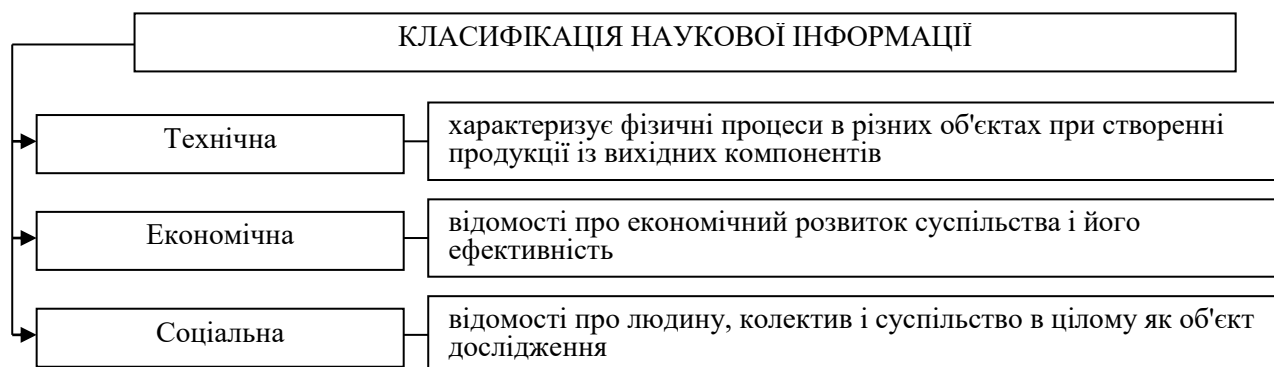 КЛАСИФІКАЦІЯ НАУКОВОЇ ІНФОРМАЦІЇ
Технічна
характеризує фізичні процеси в різних об'єктах при створенні
продукції із вихідних компонентів
Економічна
відомості про економічний розвиток суспільства і його
ефективність
Соціальна
відомості про людину, колектив і суспільство в цілому як об'єкт
дослідження